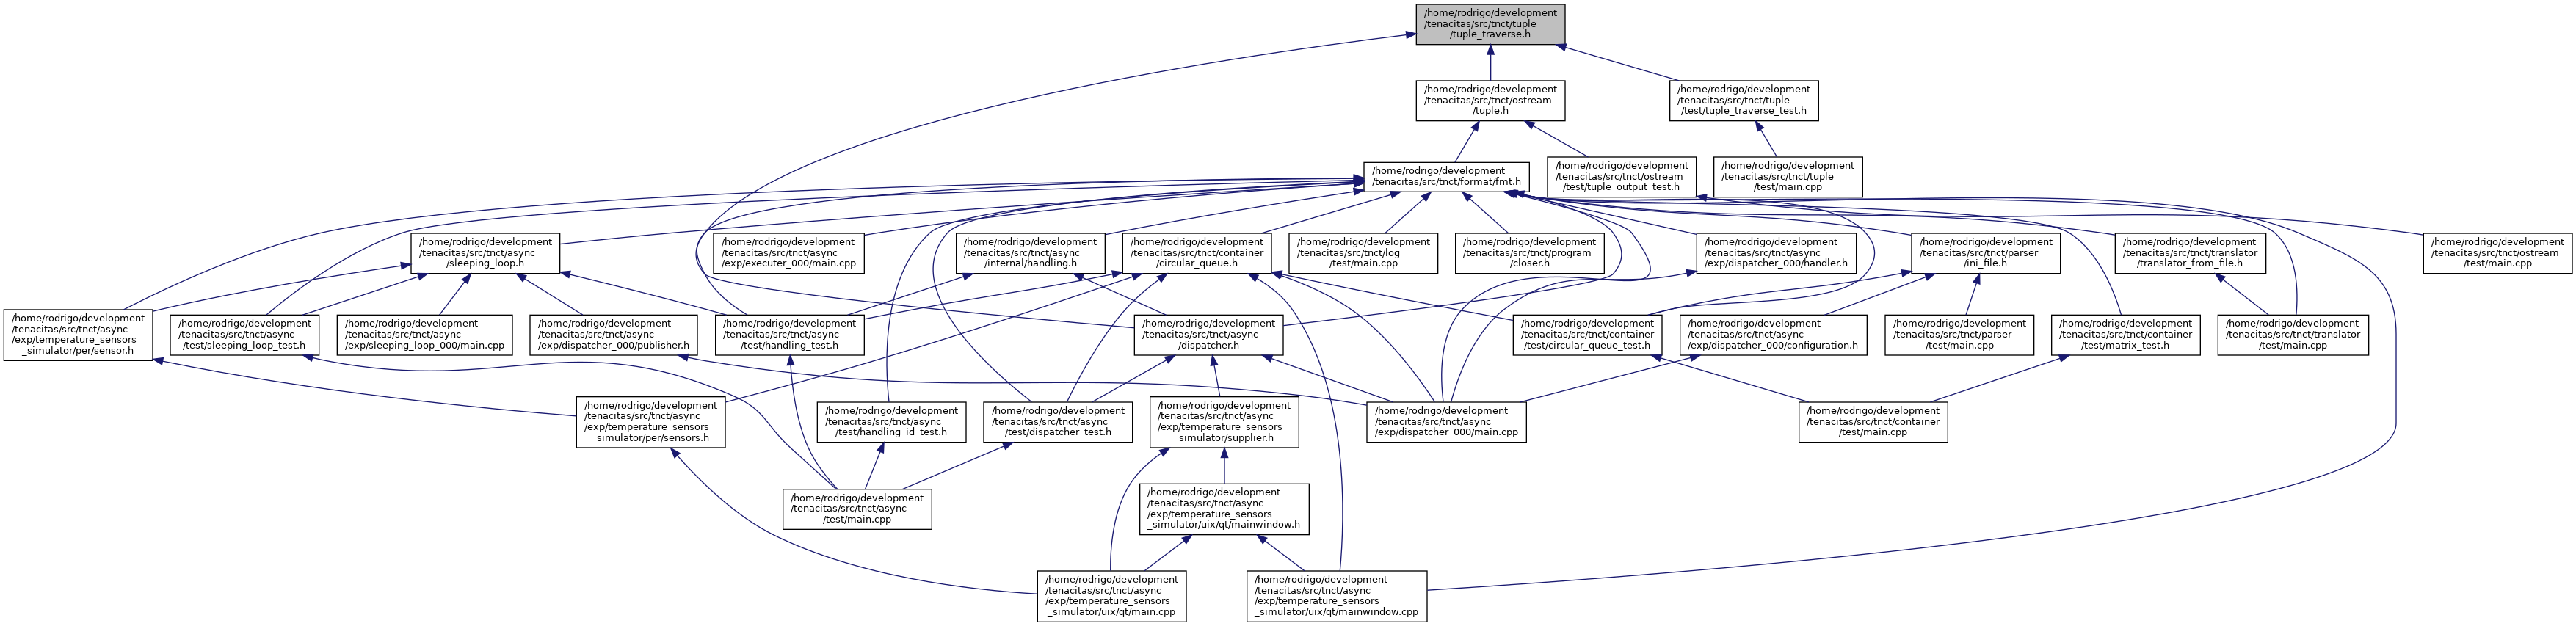 /home/rodrigo/development
/tenacitas/src/tnct/tuple
/tuple_traverse.h
/home/rodrigo/development
/tenacitas/src/tnct/ostream
/tuple.h
/home/rodrigo/development
/tenacitas/src/tnct/tuple
/test/tuple_traverse_test.h
/home/rodrigo/development
/tenacitas/src/tnct/format/fmt.h
/home/rodrigo/development
/tenacitas/src/tnct/ostream
/test/tuple_output_test.h
/home/rodrigo/development
/tenacitas/src/tnct/tuple
/test/main.cpp
/home/rodrigo/development
/tenacitas/src/tnct/async
/sleeping_loop.h
/home/rodrigo/development
/tenacitas/src/tnct/async
/exp/executer_000/main.cpp
/home/rodrigo/development
/tenacitas/src/tnct/async
/internal/handling.h
/home/rodrigo/development
/tenacitas/src/tnct/container
/circular_queue.h
/home/rodrigo/development
/tenacitas/src/tnct/log
/test/main.cpp
/home/rodrigo/development
/tenacitas/src/tnct/program
/closer.h
/home/rodrigo/development
/tenacitas/src/tnct/async
/exp/dispatcher_000/handler.h
/home/rodrigo/development
/tenacitas/src/tnct/parser
/ini_file.h
/home/rodrigo/development
/tenacitas/src/tnct/translator
/translator_from_file.h
/home/rodrigo/development
/tenacitas/src/tnct/ostream
/test/main.cpp
/home/rodrigo/development
/tenacitas/src/tnct/async
/exp/temperature_sensors
_simulator/per/sensor.h
/home/rodrigo/development
/tenacitas/src/tnct/async
/test/sleeping_loop_test.h
/home/rodrigo/development
/tenacitas/src/tnct/async
/exp/sleeping_loop_000/main.cpp
/home/rodrigo/development
/tenacitas/src/tnct/async
/exp/dispatcher_000/publisher.h
/home/rodrigo/development
/tenacitas/src/tnct/async
/test/handling_test.h
/home/rodrigo/development
/tenacitas/src/tnct/async
/dispatcher.h
/home/rodrigo/development
/tenacitas/src/tnct/container
/test/circular_queue_test.h
/home/rodrigo/development
/tenacitas/src/tnct/async
/exp/dispatcher_000/configuration.h
/home/rodrigo/development
/tenacitas/src/tnct/parser
/test/main.cpp
/home/rodrigo/development
/tenacitas/src/tnct/container
/test/matrix_test.h
/home/rodrigo/development
/tenacitas/src/tnct/translator
/test/main.cpp
/home/rodrigo/development
/tenacitas/src/tnct/async
/exp/temperature_sensors
_simulator/per/sensors.h
/home/rodrigo/development
/tenacitas/src/tnct/async
/test/handling_id_test.h
/home/rodrigo/development
/tenacitas/src/tnct/async
/test/dispatcher_test.h
/home/rodrigo/development
/tenacitas/src/tnct/async
/exp/temperature_sensors
_simulator/supplier.h
/home/rodrigo/development
/tenacitas/src/tnct/async
/exp/dispatcher_000/main.cpp
/home/rodrigo/development
/tenacitas/src/tnct/container
/test/main.cpp
/home/rodrigo/development
/tenacitas/src/tnct/async
/test/main.cpp
/home/rodrigo/development
/tenacitas/src/tnct/async
/exp/temperature_sensors
_simulator/uix/qt/mainwindow.h
/home/rodrigo/development
/tenacitas/src/tnct/async
/exp/temperature_sensors
_simulator/uix/qt/main.cpp
/home/rodrigo/development
/tenacitas/src/tnct/async
/exp/temperature_sensors
_simulator/uix/qt/mainwindow.cpp